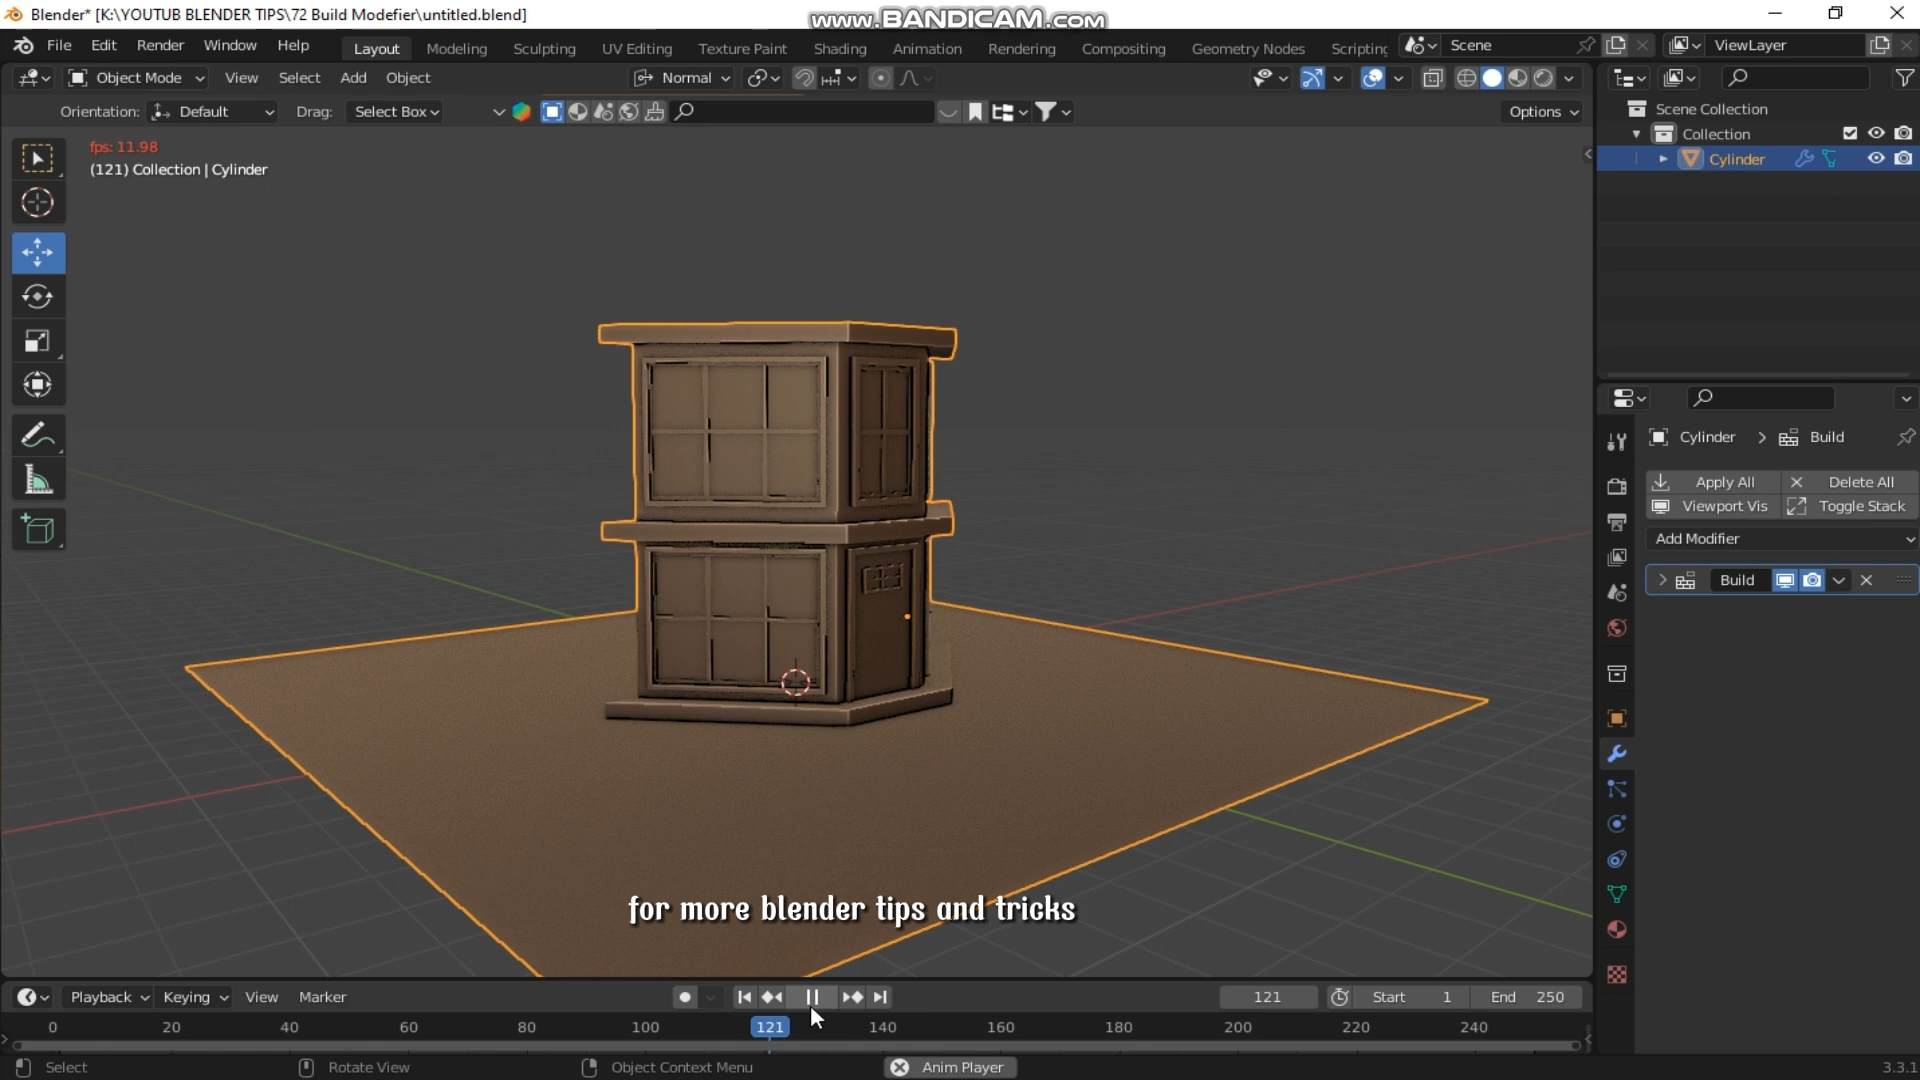 Blender* [K:\YOUTUB BLENDER TIPS\72 Build Modefier\untitled.blend]
www.BANDICAM.com
File Edit Render Window Help Layout Modeling Sculpting UV Editing Texture Paint Shading Animation Rendering Compositing Geometry Nodes Scripting Scene ViewLayer
Object Mode View Select Add Object Normal
Orientation: Default Drag: Select Box Options
Scene Collection
Collection
Cylinder
fps: 11.98
(121) Collection | Cylinder
Cylinder > Build
Apply All Delete All
Viewport Vis Toggle Stack
Add Modifier
Build
for more blender tips and tricks
Playback Keying View Marker 121 Start 1 End 250
0 20 40 60 80 100 121 140 160 180 200 220 240
Select Rotate View Object Context Menu Anim Player 3.3.1